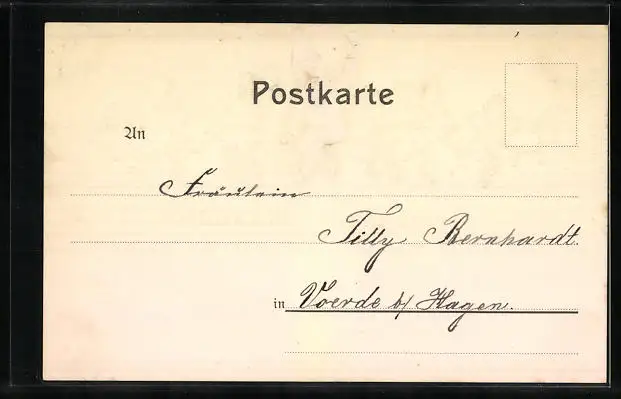 Postkarte
An
Fräulein
Tilly Bernhardt.
in Voerde b/ Hagen.